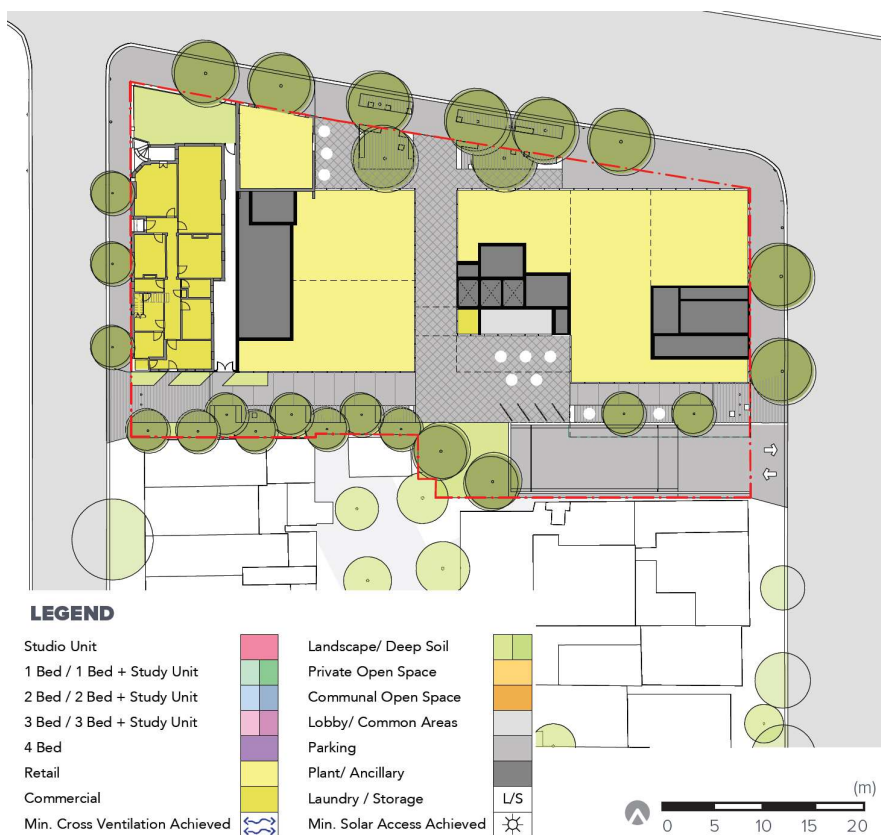 LEGEND
Studio Unit
1 Bed / 1 Bed + Study Unit
2 Bed / 2 Bed + Study Unit
3 Bed / 3 Bed + Study Unit
4 Bed
Retail
Commercial
Min. Cross Ventilation Achieved
Landscape/ Deep Soil
Private Open Space
Communal Open Space
Lobby/ Common Areas
Parking
Plant/ Ancillary
Laundry / Storage L/S
Min. Solar Access Achieved
(m)
0 5 10 15 20